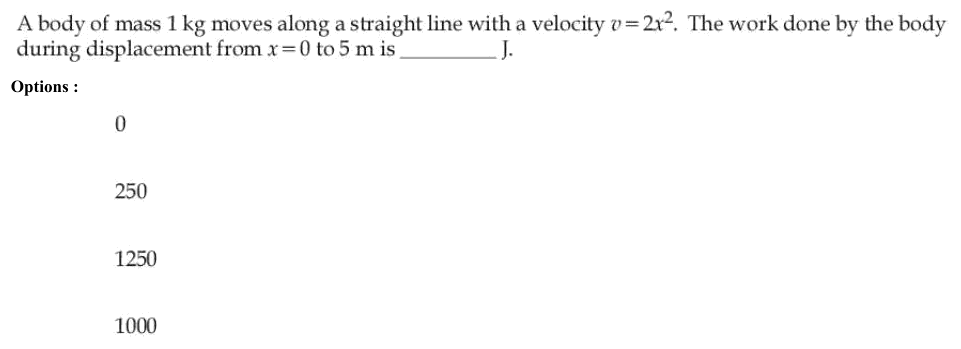 A body of mass 1 kg moves along a straight line with a velocity v = 2x². The work done by the body
during displacement from x = 0 to 5 m is __________ J.
Options :
0
250
1250
1000